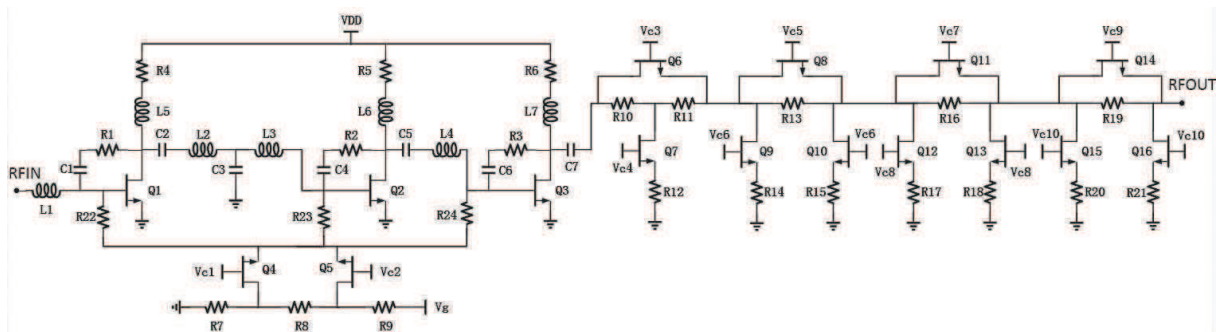 VDD
Vc3
Vc5
Vc7
Vc9
R4
R5
R6
Q6
Q8
Q11
Q14
L5
L6
L7
RFOUT
R10
R11
R13
R16
R19
R1
C2
L2
L3
R2
C5
L4
R3
C7
C1
C3
C4
C6
RFIN
Q1
Q2
Q3
Vc4
Q7
Vc6
Q9
Q10
Vc6
Vc8
Q12
Q13
Vc8
Vc10
Q15
Q16
Vc10
L1
R22
R23
R24
R12
R14
R15
R17
R18
R20
R21
Vc1
Q4
Q5
Vc2
R7
R8
R9
Vg